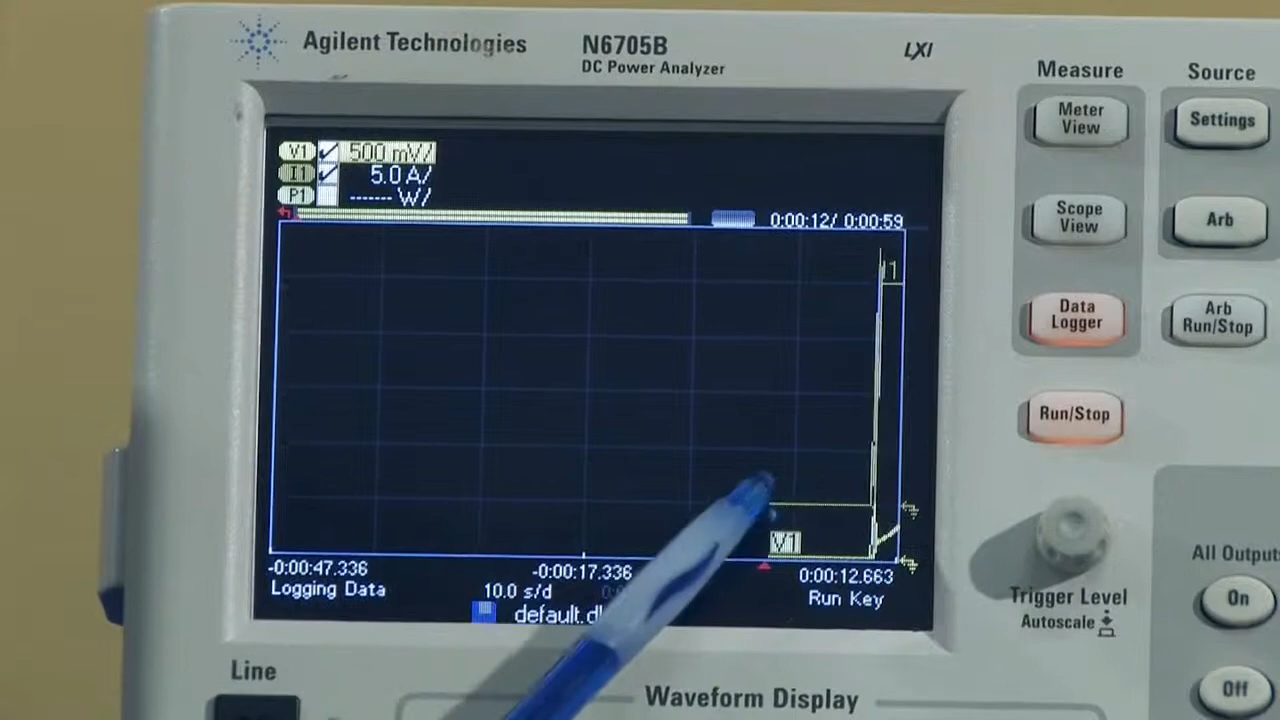 Agilent Technologies
N6705B
DC Power Analyzer
LXI
Measure
Source
Meter
View
Settings
Scope
View
Arb
Data
Logger
Arb
Run/Stop
Run/Stop
Trigger Level
Autoscale
All Outputs
On
Off
V1 500 mV/
I1 5.0 A/
P1 ------ W/
0:00:12/ 0:00:59
I1
V1
-0:00:47.336
-0:00:17.336
0:00:12.663
Logging Data
10.0 s/d
Run Key
Line
Waveform Display